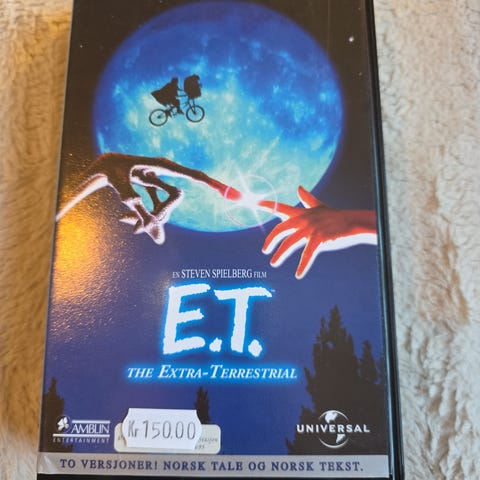 EN STEVEN SPIELBERG FILM
E.T.™
THE EXTRA-TERRESTRIAL
AMBLIN
ENTERTAINMENT
Kr 150.00
UNIVERSAL
TO VERSJONER! NORSK TALE OG NORSK TEKST.